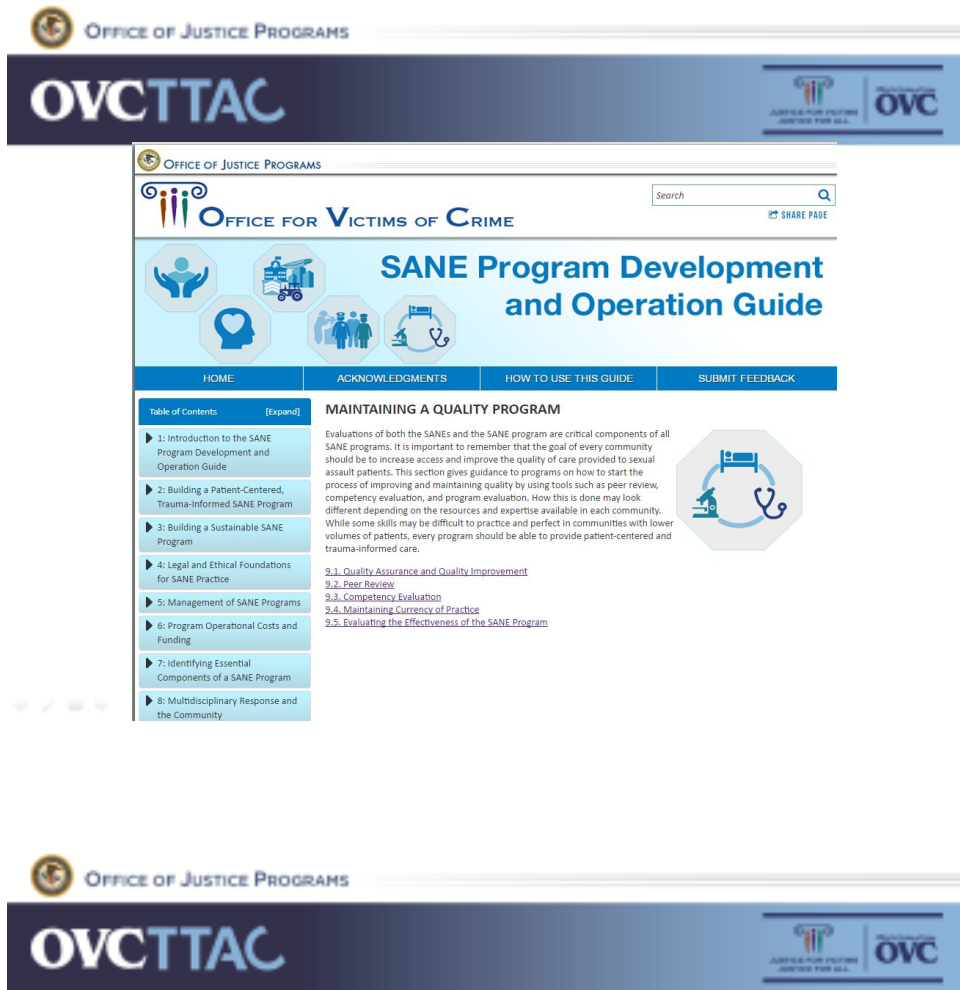 OFFICE OF JUSTICE PROGRAMS
OVCTTAC
JUSTICE FOR VICTIMS
JUSTICE FOR ALL
OVC
OFFICE OF JUSTICE PROGRAMS
OFFICE FOR VICTIMS OF CRIME
Search
SHARE PAGE
SANE Program Development
and Operation Guide
HOME
ACKNOWLEDGMENTS
HOW TO USE THIS GUIDE
SUBMIT FEEDBACK
Table of Contents
[Expand]
1: Introduction to the SANE
Program Development and
Operation Guide
2: Building a Patient-Centered,
Trauma-Informed SANE Program
3: Building a Sustainable SANE
Program
4: Legal and Ethical Foundations
for SANE Practice
5: Management of SANE Programs
6: Program Operational Costs and
Funding
7: Identifying Essential
Components of a SANE Program
8: Multidisciplinary Response and
the Community
MAINTAINING A QUALITY PROGRAM
Evaluations of both the SANEs and the SANE program are critical components of all
SANE programs. It is important to remember that the goal of every community
should be to increase access and improve the quality of care provided to sexual
assault patients. This section gives guidance to programs on how to start the
process of improving and maintaining quality by using tools such as peer review,
competency evaluation, and program evaluation. How this is done may look
different depending on the resources and expertise available in each community.
While some skills may be difficult to practice and perfect in communities with lower
volumes of patients, every program should be able to provide patient-centered and
trauma-informed care.
9.1. Quality Assurance and Quality Improvement
9.2. Peer Review
9.3. Competency Evaluation
9.4. Maintaining Currency of Practice
9.5. Evaluating the Effectiveness of the SANE Program
OFFICE OF JUSTICE PROGRAMS
OVCTTAC
JUSTICE FOR VICTIMS
JUSTICE FOR ALL
OVC